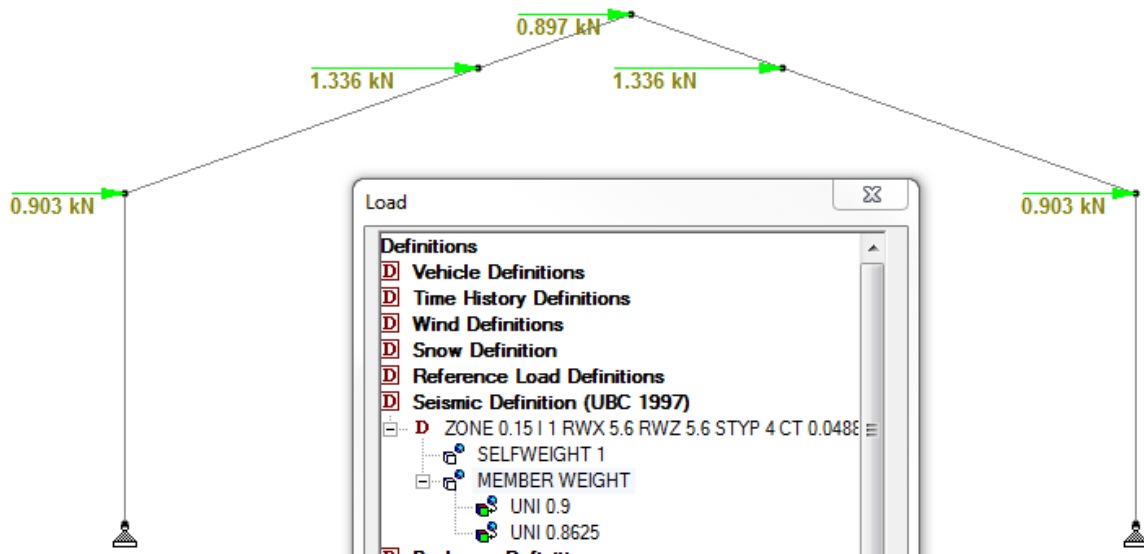 0.897 kN
1.336 kN
1.336 kN
0.903 kN
0.903 kN
Load
Definitions
D Vehicle Definitions
D Time History Definitions
D Wind Definitions
D Snow Definition
D Reference Load Definitions
D Seismic Definition (UBC 1997)
D ZONE 0.15 I 1 RWX 5.6 RWZ 5.6 STYP 4 CT 0.0488
SELFWEIGHT 1
MEMBER WEIGHT
UNI 0.9
UNI 0.8625